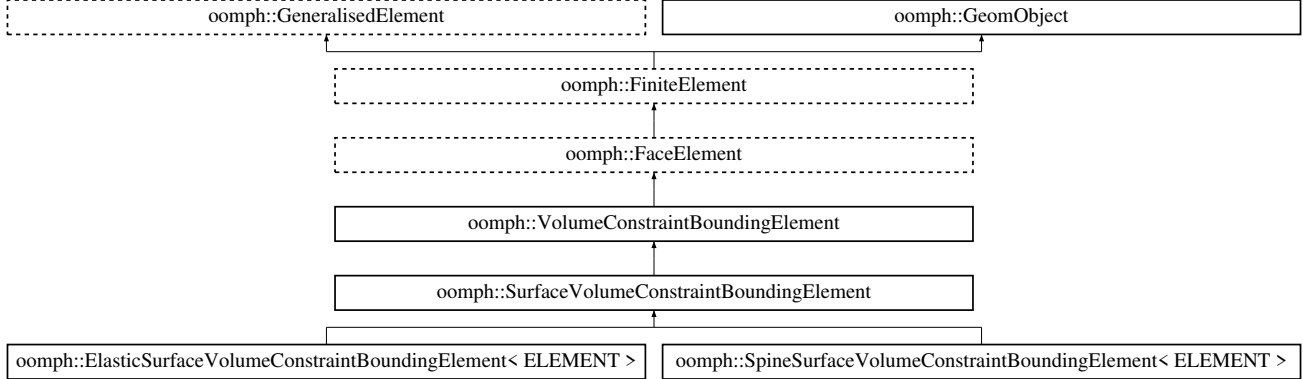 oomph::GeneralisedElement
oomph::GeomObject
oomph::FiniteElement
oomph::FaceElement
oomph::VolumeConstraintBoundingElement
oomph::SurfaceVolumeConstraintBoundingElement
oomph::ElasticSurfaceVolumeConstraintBoundingElement< ELEMENT >
oomph::SpineSurfaceVolumeConstraintBoundingElement< ELEMENT >